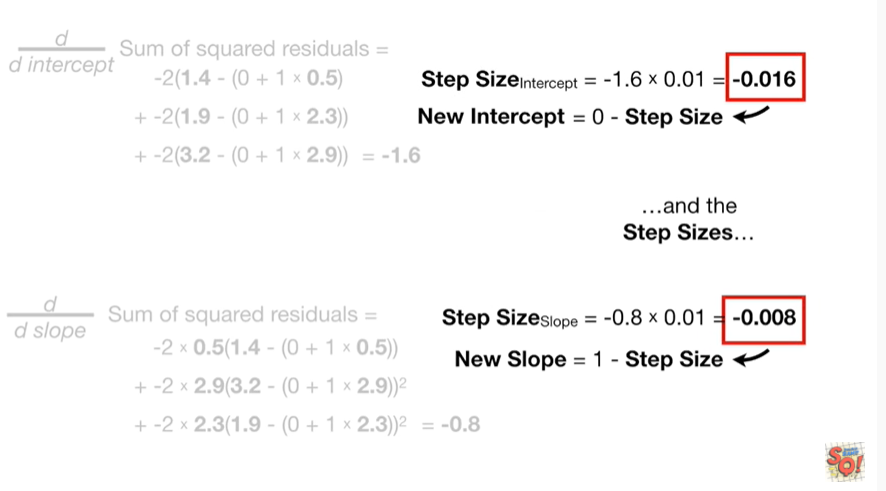 d
d intercept
Sum of squared residuals =
-2(1.4 - (0 + 1 × 0.5)
+ -2(1.9 - (0 + 1 × 2.3))
+ -2(3.2 - (0 + 1 × 2.9)) = -1.6
Step SizeIntercept = -1.6 × 0.01 = -0.016
New Intercept = 0 - Step Size
…and the
Step Sizes…
d
d slope
Sum of squared residuals =
-2 × 0.5(1.4 - (0 + 1 × 0.5))
+ -2 × 2.9(3.2 - (0 + 1 × 2.9))²
+ -2 × 2.3(1.9 - (0 + 1 × 2.3))² = -0.8
Step SizeSlope = -0.8 × 0.01 = -0.008
New Slope = 1 - Step Size
SQ!